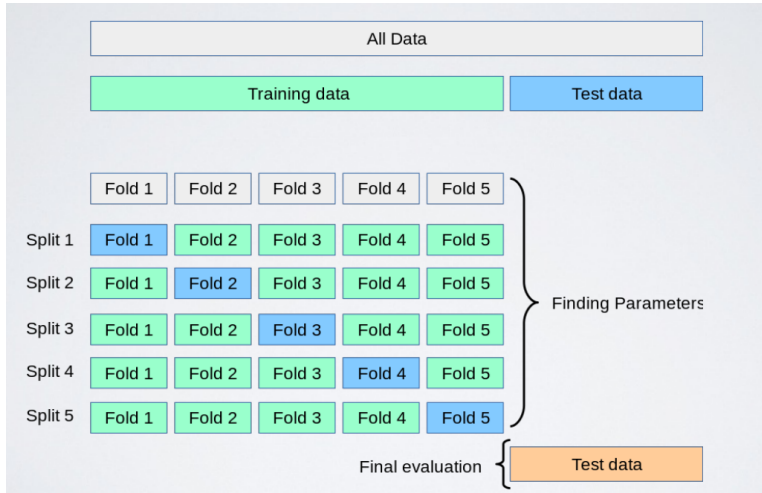 All Data
Training data Test data
Fold 1 Fold 2 Fold 3 Fold 4 Fold 5
Split 1 Fold 1 Fold 2 Fold 3 Fold 4 Fold 5
Split 2 Fold 1 Fold 2 Fold 3 Fold 4 Fold 5
Finding Parameters
Split 3 Fold 1 Fold 2 Fold 3 Fold 4 Fold 5
Split 4 Fold 1 Fold 2 Fold 3 Fold 4 Fold 5
Split 5 Fold 1 Fold 2 Fold 3 Fold 4 Fold 5
Final evaluation Test data